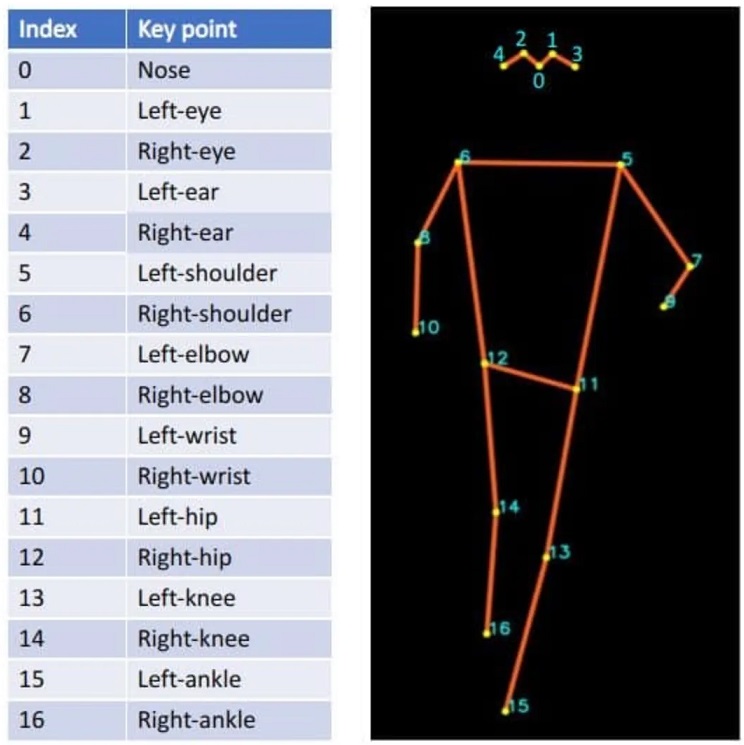 Index Key point
0 Nose
1 Left-eye
2 Right-eye
3 Left-ear
4 Right-ear
5 Left-shoulder
6 Right-shoulder
7 Left-elbow
8 Right-elbow
9 Left-wrist
10 Right-wrist
11 Left-hip
12 Right-hip
13 Left-knee
14 Right-knee
15 Left-ankle
16 Right-ankle
4 2 1 3
0
6 5
8 7
9
10
12
11
14
13
16
15